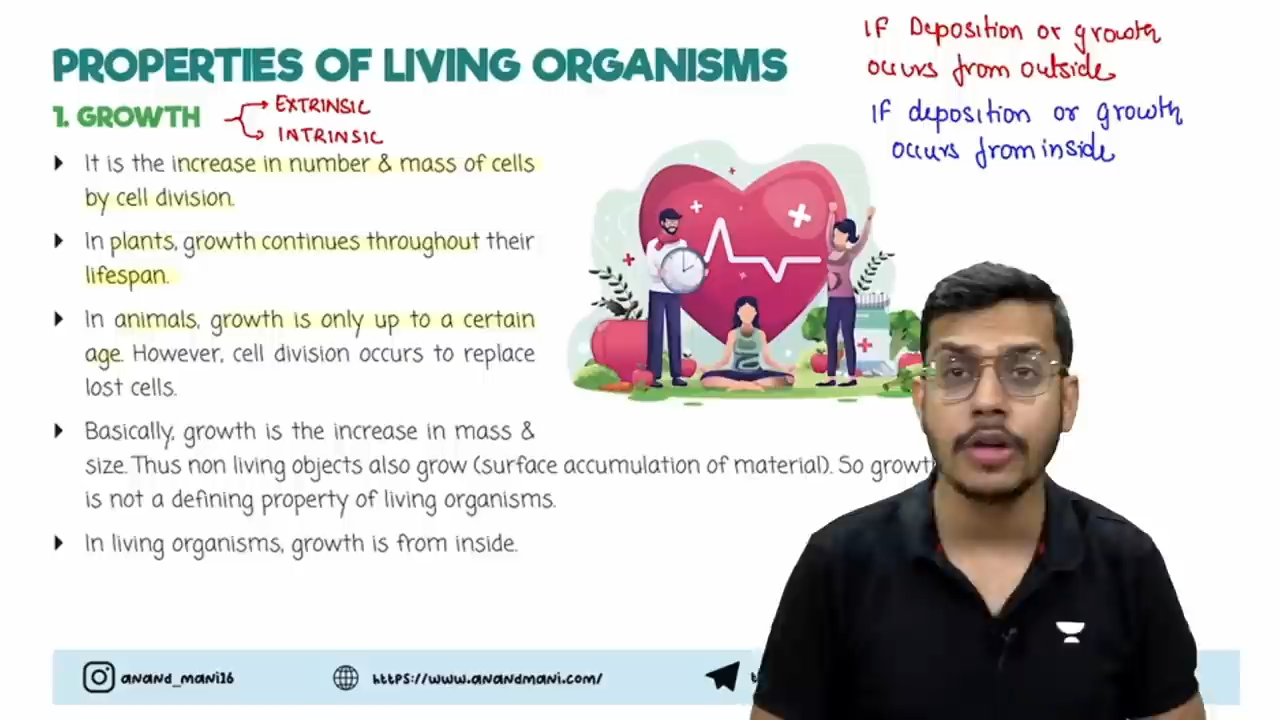 IF Deposition or growth
occurs from outside
PROPERTIES OF LIVING ORGANISMS
1. GROWTH
EXTRINSIC
INTRINSIC
IF deposition or growth
occurs from inside
It is the increase in number & mass of cells
by cell division.
In plants, growth continues throughout their
lifespan.
In animals, growth is only up to a certain
age. However, cell division occurs to replace
lost cells.
Basically, growth is the increase in mass &
size. Thus non living objects also grow (surface accumulation of material). So growt
is not a defining property of living organisms.
In living organisms, growth is from inside.
anand_mani16
https://www.anandmani.com/